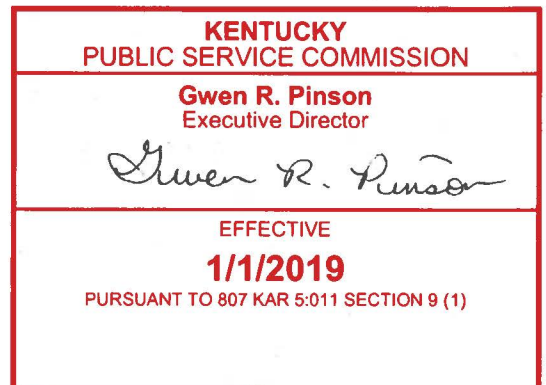 KENTUCKY
PUBLIC SERVICE COMMISSION
Gwen R. Pinson
Executive Director
Gwen R. Pinson
EFFECTIVE
1/1/2019
PURSUANT TO 807 KAR 5:011 SECTION 9 (1)